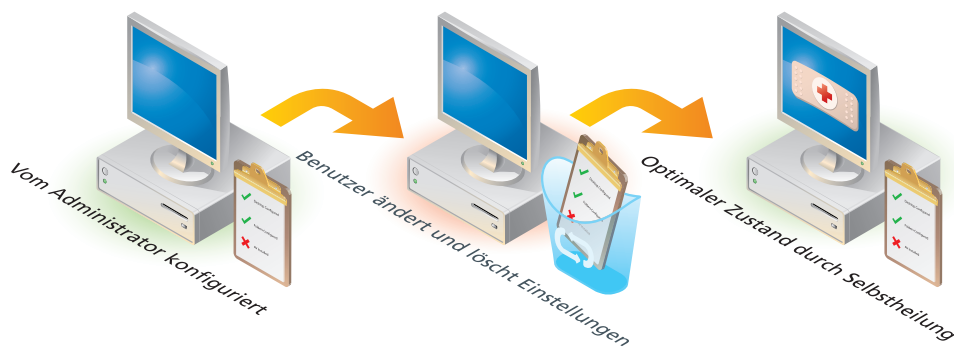 Vom Administrator konfiguriert
Benutzer ändert und löscht Einstellungen
Optimaler Zustand durch Selbstheilung